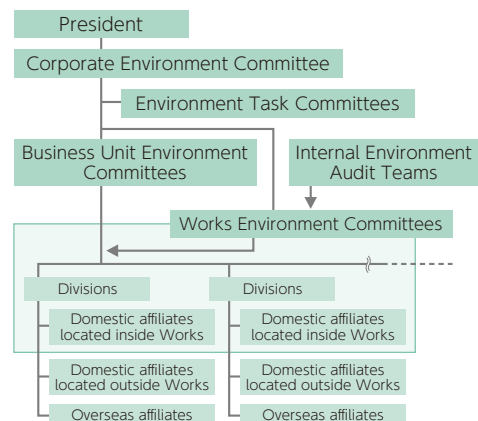 President
Corporate Environment Committee
Environment Task Committees
Business Unit Environment
Committees
Internal Environment
Audit Teams
Works Environment Committees
Divisions
Domestic affiliates
located inside Works
Domestic affiliates
located outside Works
Overseas affiliates
Divisions
Domestic affiliates
located inside Works
Domestic affiliates
located outside Works
Overseas affiliates